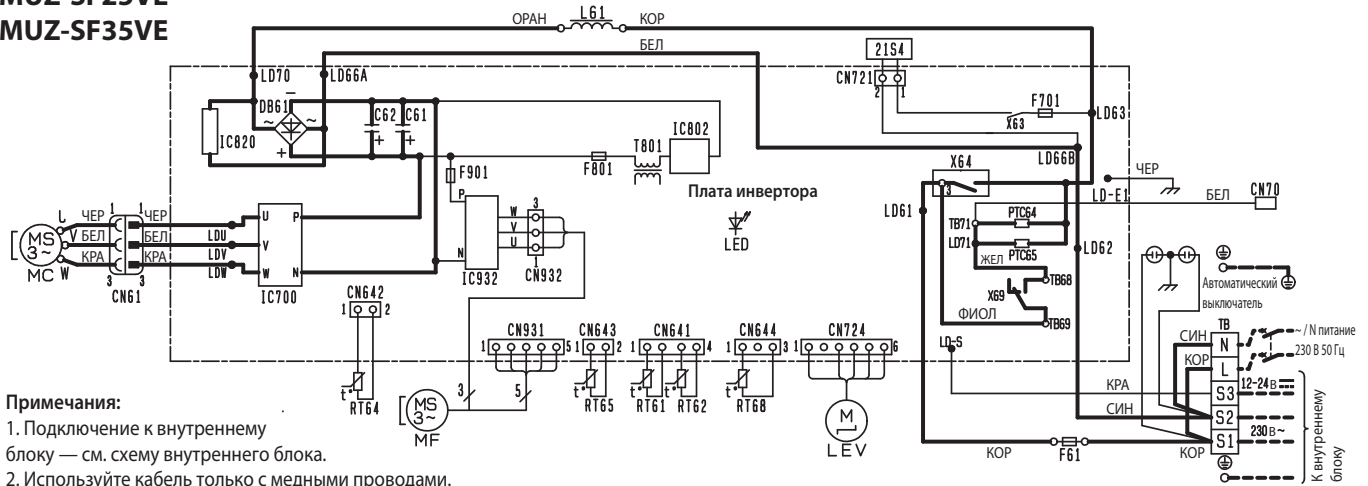 MUZ-SF25VE
MUZ-SF35VE
ОРАН L61 КОР
БЕЛ
21S4
CN721
2 1
LD70 LD66A
DB61
~ ~
− +
C62 C61
+ +
IC820
F701
X63
LD63
T801
IC802
F801
F901
LD66B
X64
3
ЧЕР
LD-E1
БЕЛ CN70
Плата инвертора
LED
LD61
TB71
PTC64
LD71
PTC65
LD62
ЖЕЛ
TB68
X69
ФИОЛ
TB69
MS
3~
MC
U ЧЕР 1 1 ЧЕР
V БЕЛ БЕЛ
W КРА КРА
3 3
CN61
LDU
LDV
LDW
U P
V
W N
IC700
P
N
W
V
U
IC932
3
1
CN932
CN642
1 2
RT64
CN931
1 5
CN643
1 2
CN641
1 4
CN644
1 3
CN724
1 6
t°
RT65
t°
RT61
RT62
t°
RT68
t°
3 5
MS
3~
MF
M
LEV
LD-S
Автоматический
выключатель
TB
СИН N
КОР L
S3
S2
S1
~ / N питание
230 В 50 Гц
12-24 В
230 В ~
КРА
СИН
КОР F61 КОР
К внутреннему
блоку
Примечания:
1. Подключение к внутреннему
блоку — см. схему внутреннего блока.
2. Используйте кабель только с медными проводами.